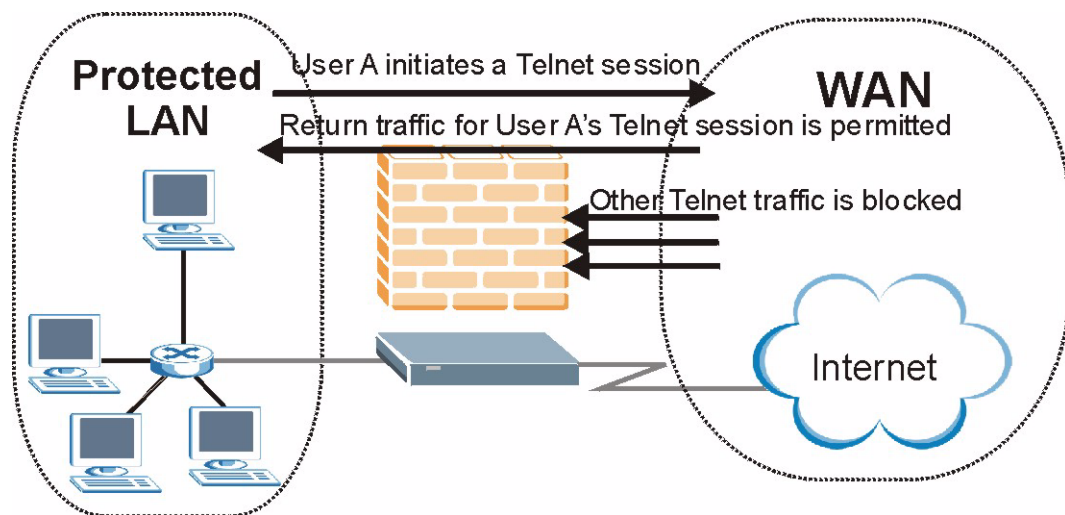 Protected
LAN
User A initiates a Telnet session
WAN
Return traffic for User A's Telnet session is permitted
Other Telnet traffic is blocked
Internet